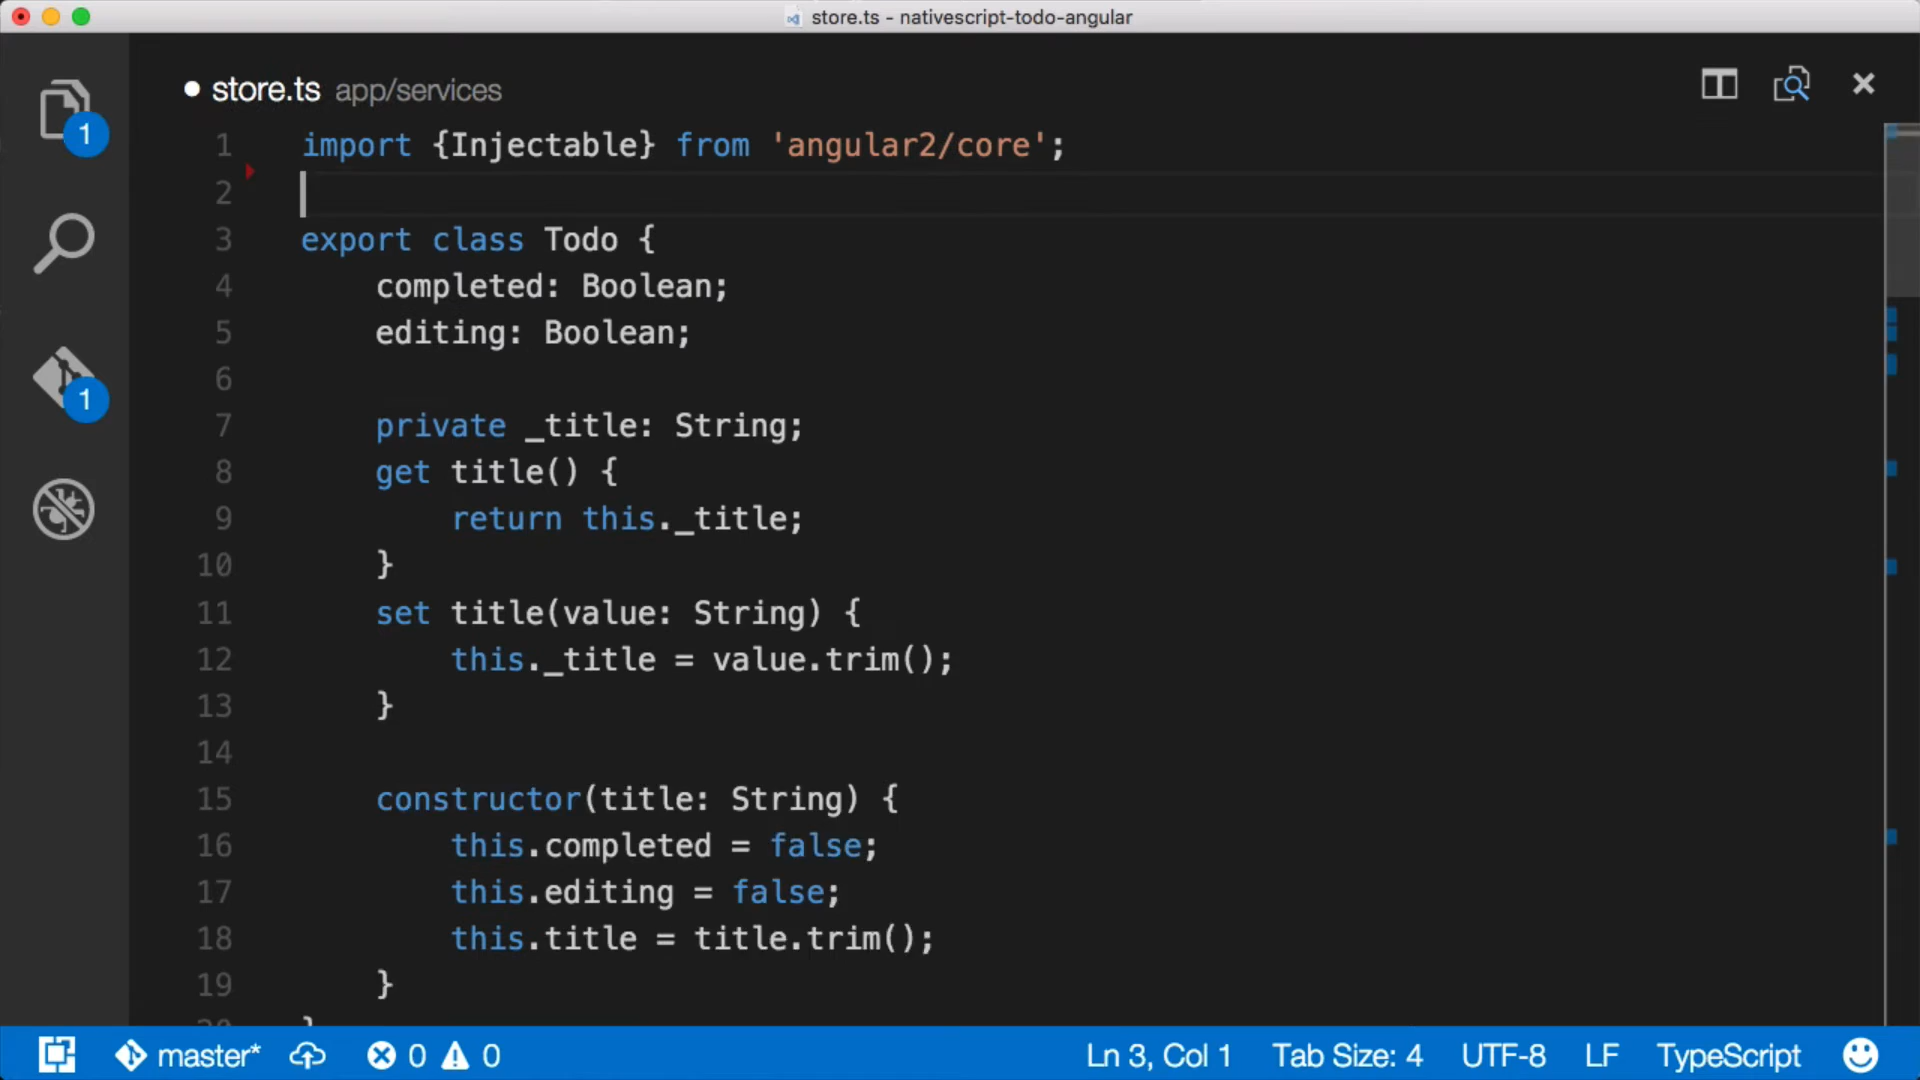 store.ts - nativescript-todo-angular
store.ts app/services
1 import {Injectable} from 'angular2/core';
2
3 export class Todo {
4 completed: Boolean;
5 editing: Boolean;
6
7 private _title: String;
8 get title() {
9 return this._title;
10 }
11 set title(value: String) {
12 this._title = value.trim();
13 }
14
15 constructor(title: String) {
16 this.completed = false;
17 this.editing = false;
18 this.title = title.trim();
19 }
20 }
1
1
master* 0 0 Ln 3, Col 1 Tab Size: 4 UTF-8 LF TypeScript